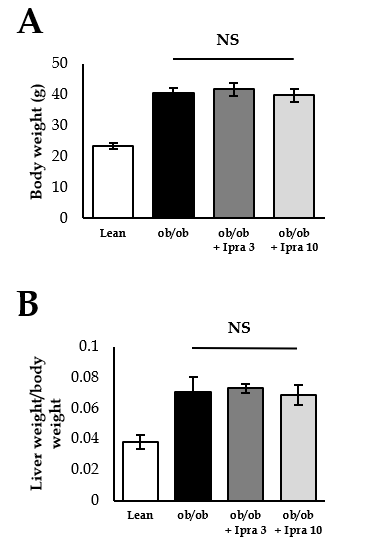 A
NS
50
40
30
20
10
0
Body weight (g)
Lean
ob/ob
ob/ob
+ Ipra 3
ob/ob
+ Ipra 10
B
NS
0.1
0.08
0.06
0.04
0.02
0
Liver weight/body
weight
Lean
ob/ob
ob/ob
+ Ipra 3
ob/ob
+ Ipra 10